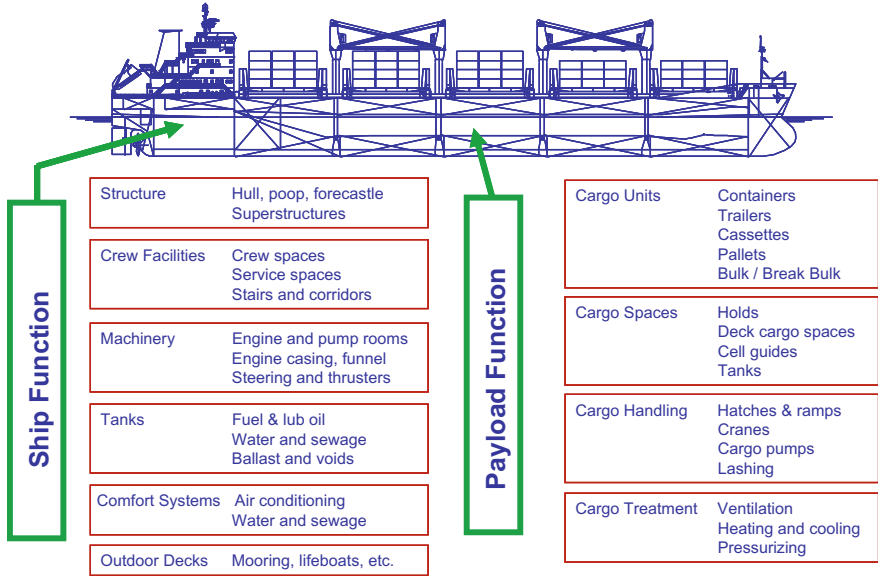 Ship Function
Structure Hull, poop, forecastle
Superstructures
Crew Facilities Crew spaces
Service spaces
Stairs and corridors
Machinery Engine and pump rooms
Engine casing, funnel
Steering and thrusters
Tanks Fuel & lub oil
Water and sewage
Ballast and voids
Comfort Systems Air conditioning
Water and sewage
Outdoor Decks Mooring, lifeboats, etc.
Payload Function
Cargo Units Containers
Trailers
Cassettes
Pallets
Bulk / Break Bulk
Cargo Spaces Holds
Deck cargo spaces
Cell guides
Tanks
Cargo Handling Hatches & ramps
Cranes
Cargo pumps
Lashing
Cargo Treatment Ventilation
Heating and cooling
Pressurizing